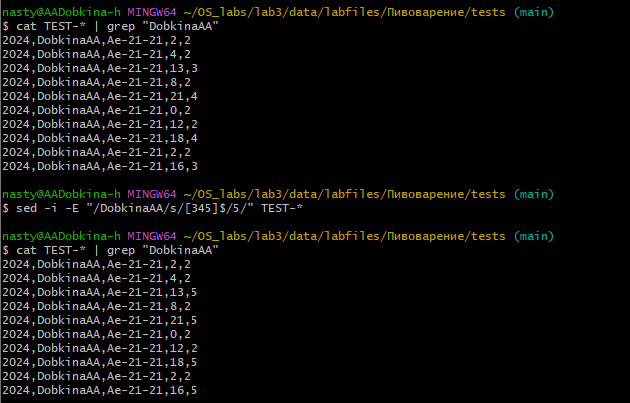 nasty@AADobkina-h MINGW64 ~/OS_labs/lab3/data/labfiles/Пивоварение/tests (main)
$ cat TEST-* | grep "DobkinaAA"
2024,DobkinaAA,Ae-21-21,2,2
2024,DobkinaAA,Ae-21-21,4,2
2024,DobkinaAA,Ae-21-21,13,3
2024,DobkinaAA,Ae-21-21,8,2
2024,DobkinaAA,Ae-21-21,21,4
2024,DobkinaAA,Ae-21-21,0,2
2024,DobkinaAA,Ae-21-21,12,2
2024,DobkinaAA,Ae-21-21,18,4
2024,DobkinaAA,Ae-21-21,2,2
2024,DobkinaAA,Ae-21-21,16,3
nasty@AADobkina-h MINGW64 ~/OS_labs/lab3/data/labfiles/Пивоварение/tests (main)
$ sed -i -E "/DobkinaAA/s/[345]$/5/" TEST-*
nasty@AADobkina-h MINGW64 ~/OS_labs/lab3/data/labfiles/Пивоварение/tests (main)
$ cat TEST-* | grep "DobkinaAA"
2024,DobkinaAA,Ae-21-21,2,2
2024,DobkinaAA,Ae-21-21,4,2
2024,DobkinaAA,Ae-21-21,13,5
2024,DobkinaAA,Ae-21-21,8,2
2024,DobkinaAA,Ae-21-21,21,5
2024,DobkinaAA,Ae-21-21,0,2
2024,DobkinaAA,Ae-21-21,12,2
2024,DobkinaAA,Ae-21-21,18,5
2024,DobkinaAA,Ae-21-21,2,2
2024,DobkinaAA,Ae-21-21,16,5